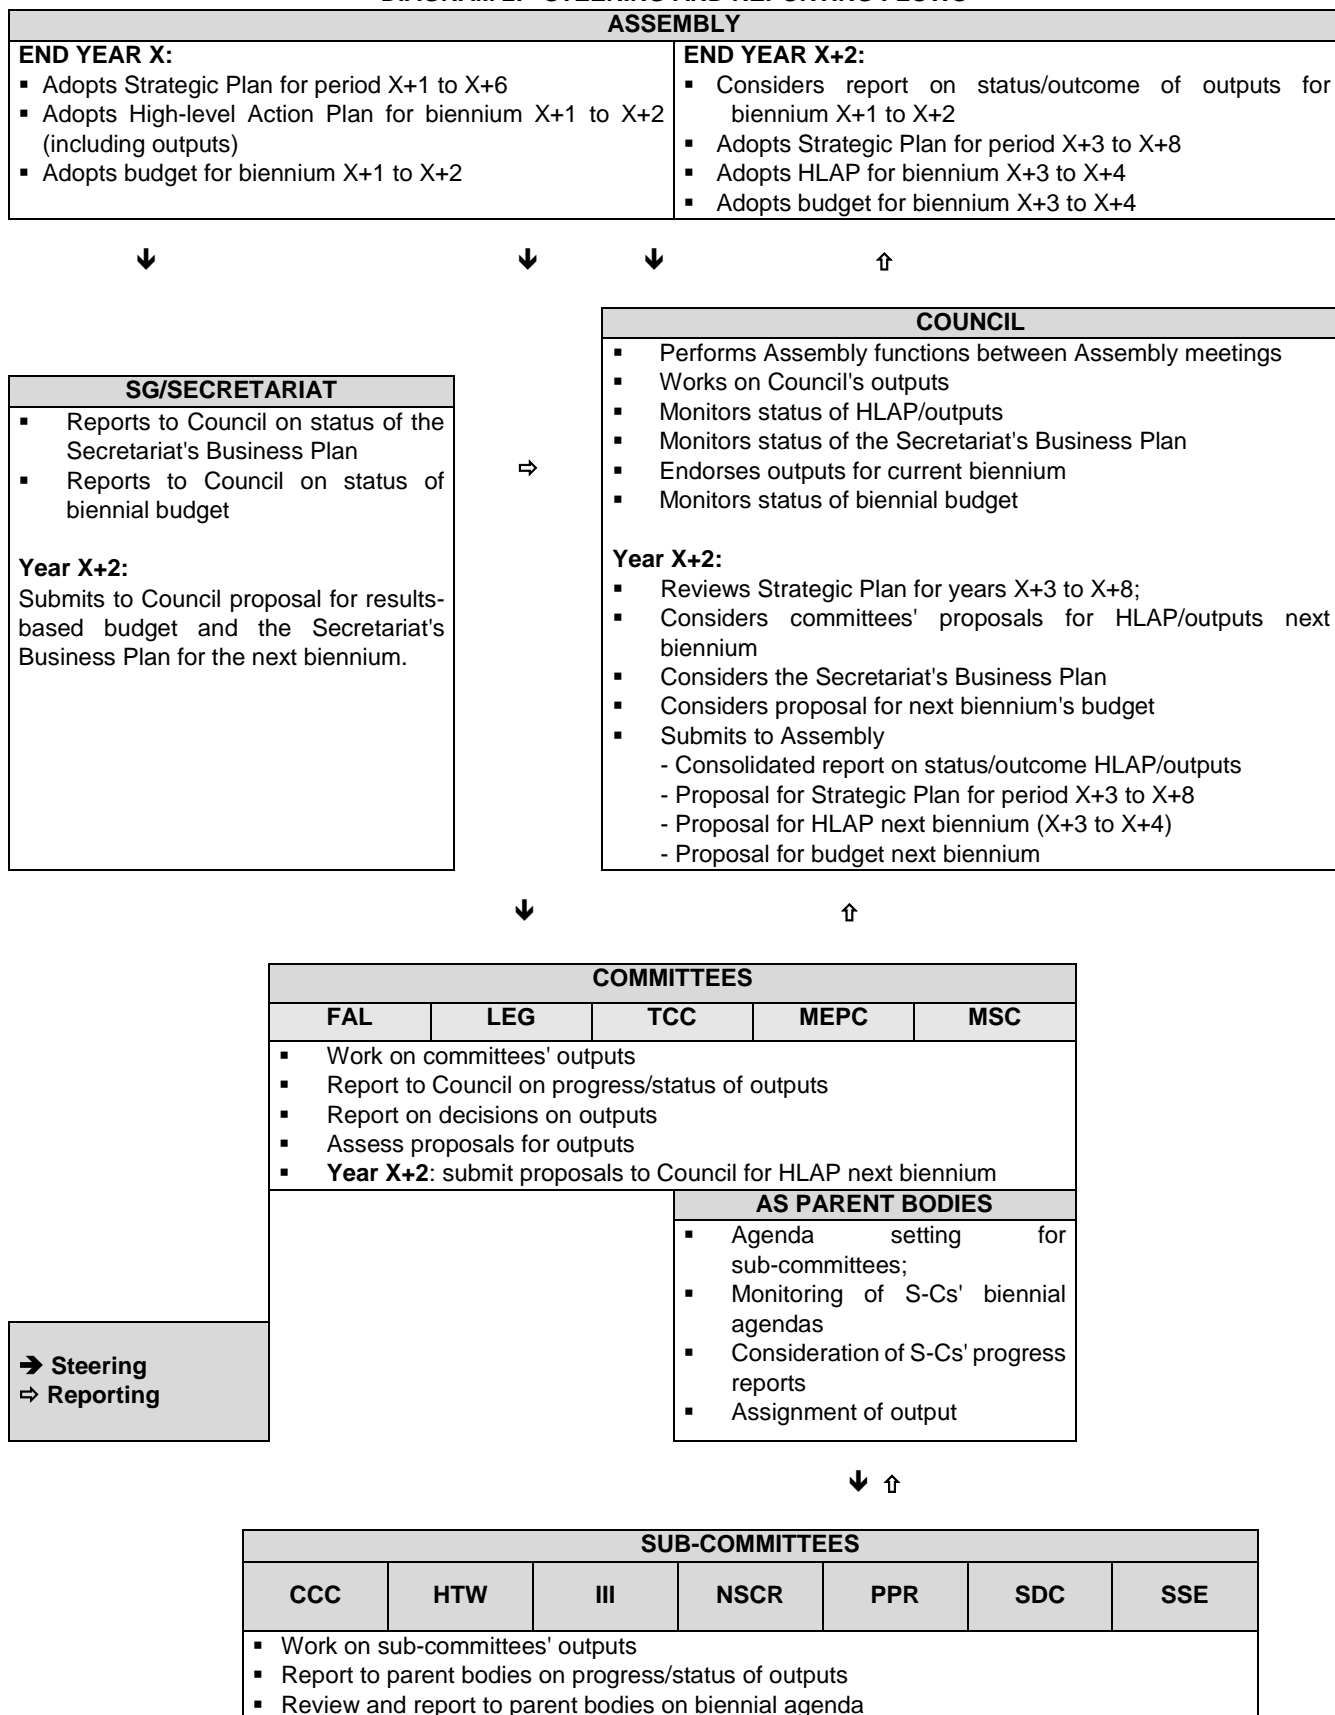 ASSEMBLY
END YEAR X:
▪ Adopts Strategic Plan for period X+1 to X+6
▪ Adopts High-level Action Plan for biennium X+1 to X+2
(including outputs)
▪ Adopts budget for biennium X+1 to X+2
END YEAR X+2:
▪ Considers report on status/outcome of outputs for
biennium X+1 to X+2
▪ Adopts Strategic Plan for period X+3 to X+8
▪ Adopts HLAP for biennium X+3 to X+4
▪ Adopts budget for biennium X+3 to X+4
SG/SECRETARIAT
▪ Reports to Council on status of the
Secretariat's Business Plan
▪ Reports to Council on status of
biennial budget
Year X+2:
Submits to Council proposal for results-
based budget and the Secretariat's
Business Plan for the next biennium.
COUNCIL
▪ Performs Assembly functions between Assembly meetings
▪ Works on Council's outputs
▪ Monitors status of HLAP/outputs
▪ Monitors status of the Secretariat's Business Plan
▪ Endorses outputs for current biennium
▪ Monitors status of biennial budget
Year X+2:
▪ Reviews Strategic Plan for years X+3 to X+8;
▪ Considers committees' proposals for HLAP/outputs next
biennium
▪ Considers the Secretariat's Business Plan
▪ Considers proposal for next biennium's budget
▪ Submits to Assembly
- Consolidated report on status/outcome HLAP/outputs
- Proposal for Strategic Plan for period X+3 to X+8
- Proposal for HLAP next biennium (X+3 to X+4)
- Proposal for budget next biennium
COMMITTEES
FAL LEG TCC MEPC MSC
▪ Work on committees' outputs
▪ Report to Council on progress/status of outputs
▪ Report on decisions on outputs
▪ Assess proposals for outputs
▪ Year X+2: submit proposals to Council for HLAP next biennium
AS PARENT BODIES
▪ Agenda setting for
sub-committees;
▪ Monitoring of S-Cs' biennial
agendas
▪ Consideration of S-Cs' progress
reports
▪ Assignment of output
➔ Steering
⇨ Reporting
SUB-COMMITTEES
CCC HTW III NSCR PPR SDC SSE
▪ Work on sub-committees' outputs
▪ Report to parent bodies on progress/status of outputs
▪ Review and report to parent bodies on biennial agenda